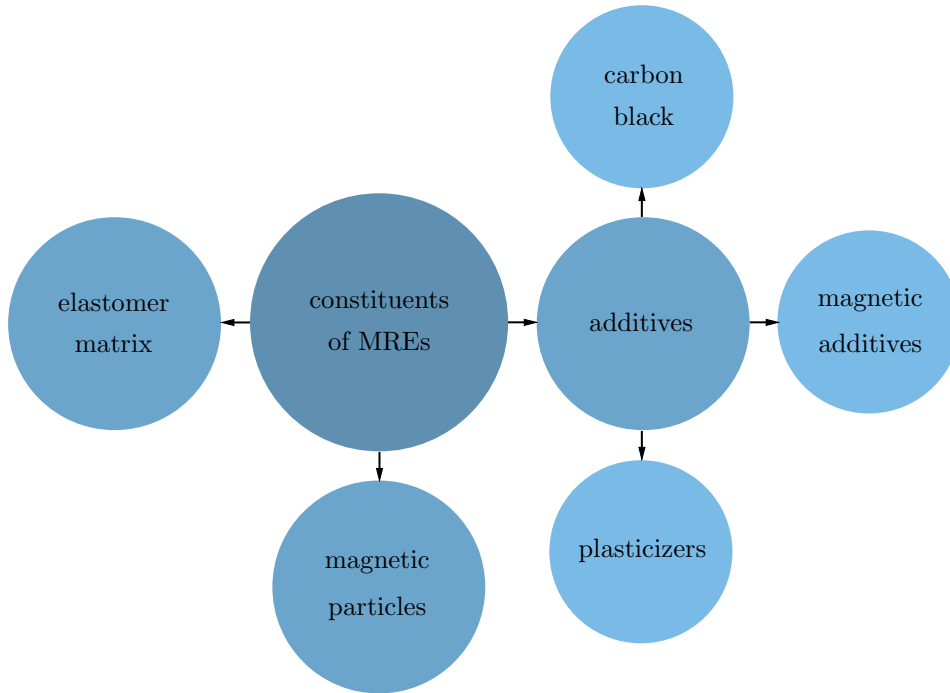 carbon
black
elastomer
matrix
constituents
of MREs
additives
magnetic
additives
magnetic
particles
plasticizers